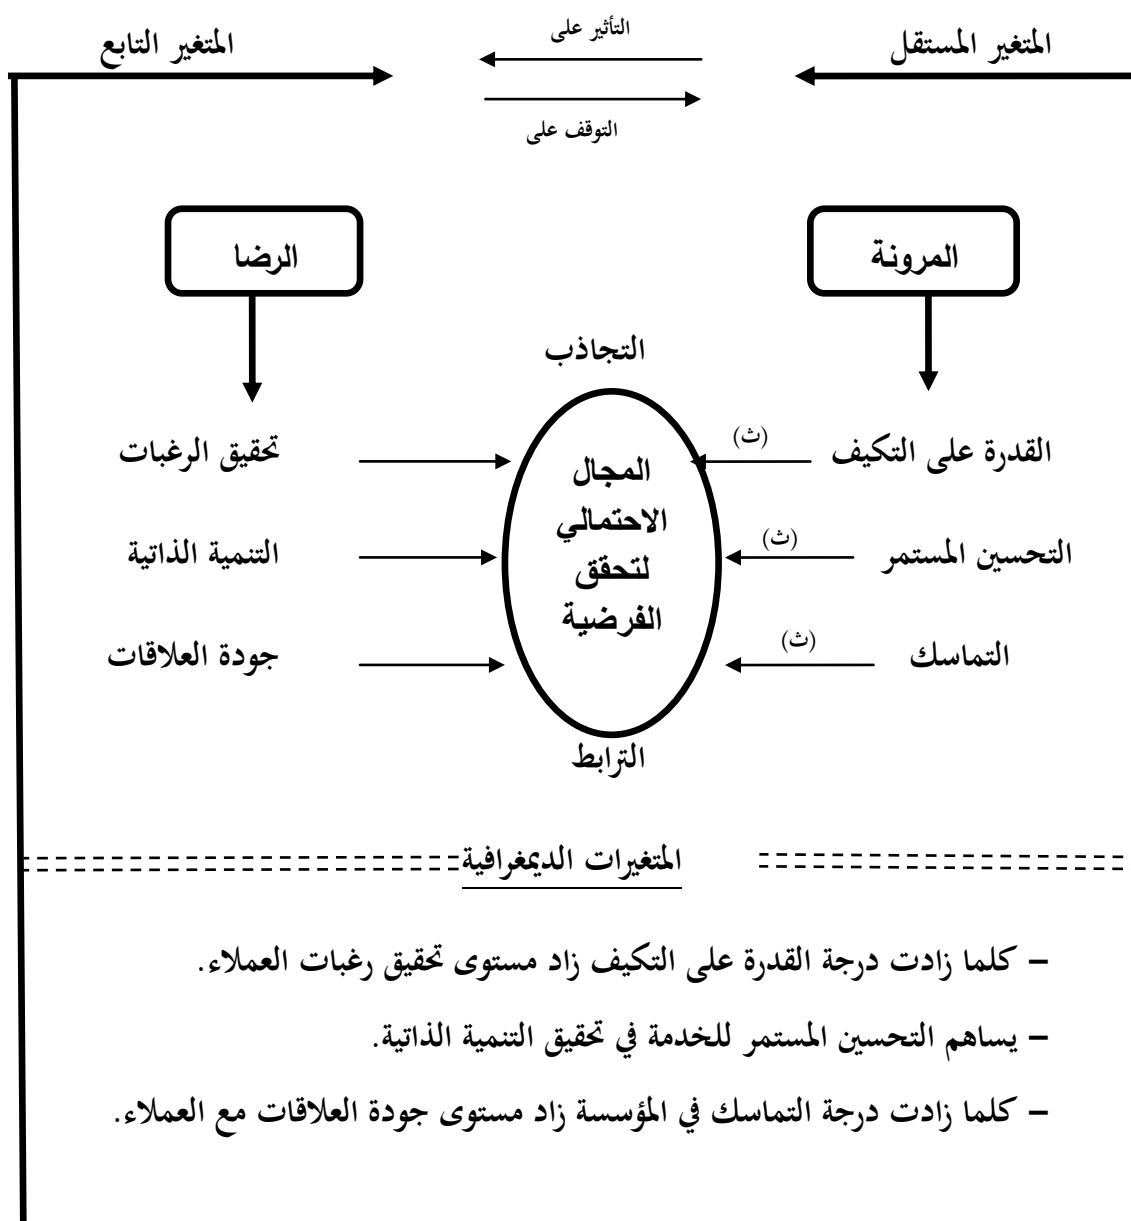 المتغير المستقل
التأثير على
المتغير التابع
التوقف على
المرونة
الرضا
التجاذب
القدرة على التكيف
(ث)
تحقيق الرغبات
المجال
الاحتمالي
لتحقق
الفرضية
التحسين المستمر
(ث)
التنمية الذاتية
التماسك
(ث)
جودة العلاقات
الترابط
المتغيرات الديمغرافية
– كلما زادت درجة القدرة على التكيف زاد مستوى تحقيق رغبات العملاء.
– يساهم التحسين المستمر للخدمة في تحقيق التنمية الذاتية.
– كلما زادت درجة التماسك في المؤسسة زاد مستوى جودة العلاقات مع العملاء.